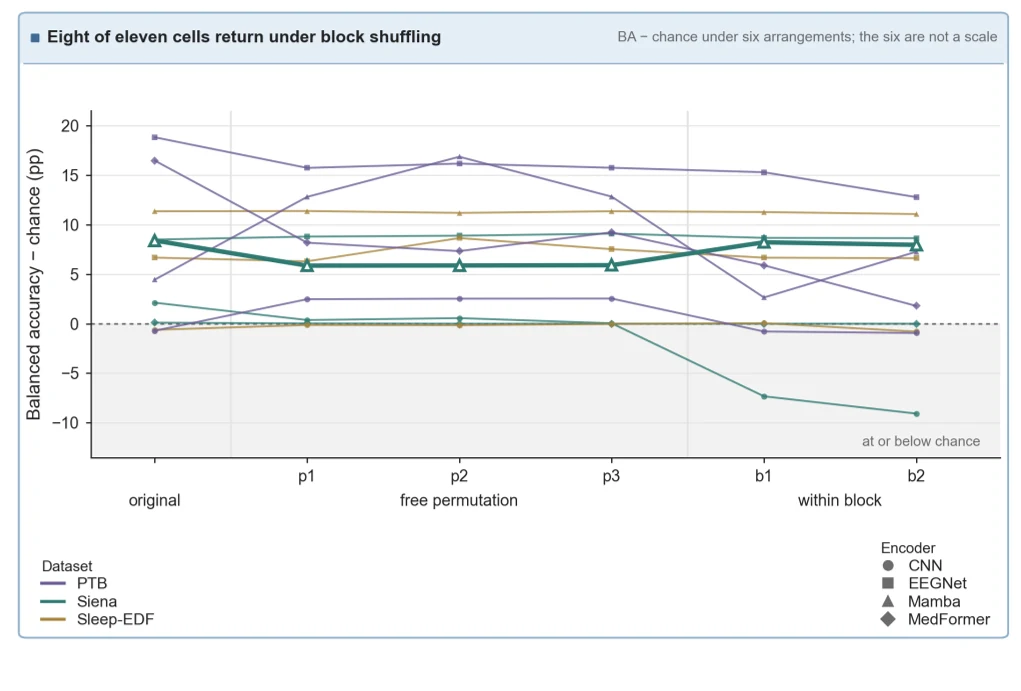 Eight of eleven cells return under block shuffling
BA − chance under six arrangements; the six are not a scale
Balanced accuracy − chance (pp)
20
15
10
5
0
−5
−10
at or below chance
p1
p2
p3
b1
b2
original
free permutation
within block
Dataset
PTB
Siena
Sleep-EDF
Encoder
CNN
EEGNet
Mamba
MedFormer